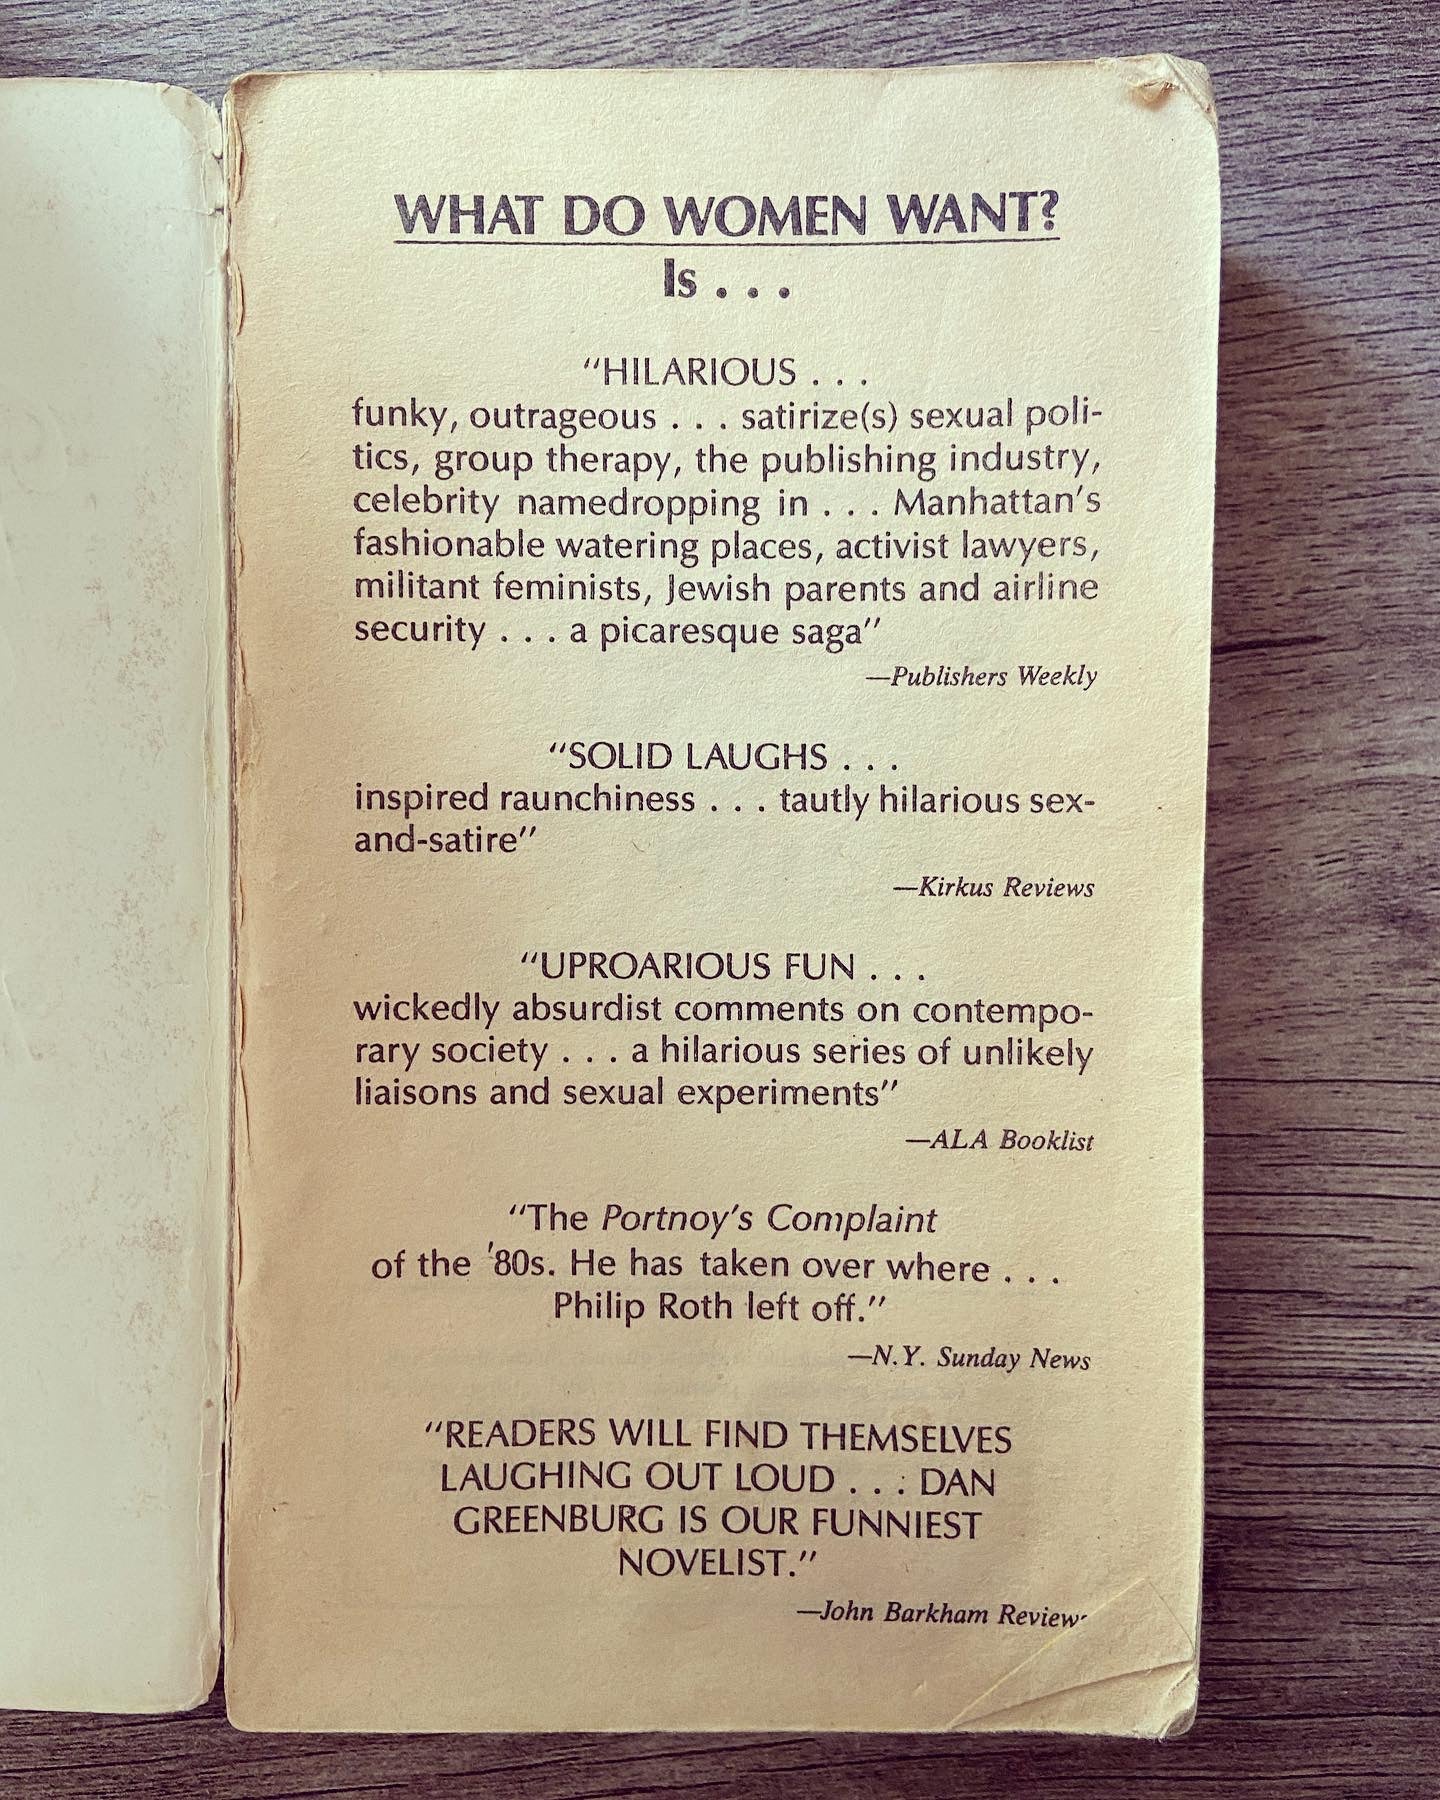 WHAT DO WOMEN WANT?
Is . . .
"HILARIOUS . . .
funky, outrageous . . . satirize(s) sexual poli-
tics, group therapy, the publishing industry,
celebrity namedropping in . . . Manhattan's
fashionable watering places, activist lawyers,
militant feminists, Jewish parents and airline
security . . . a picaresque saga"
—Publishers Weekly
"SOLID LAUGHS . . .
inspired raunchiness . . . tautly hilarious sex-
and-satire"
—Kirkus Reviews
"UPROARIOUS FUN . . .
wickedly absurdist comments on contempo-
rary society . . . a hilarious series of unlikely
liaisons and sexual experiments"
—ALA Booklist
"The Portnoy's Complaint
of the '80s. He has taken over where . . .
Philip Roth left off."
—N.Y. Sunday News
"READERS WILL FIND THEMSELVES
LAUGHING OUT LOUD . . . DAN
GREENBURG IS OUR FUNNIEST
NOVELIST."
—John Barkham Reviews